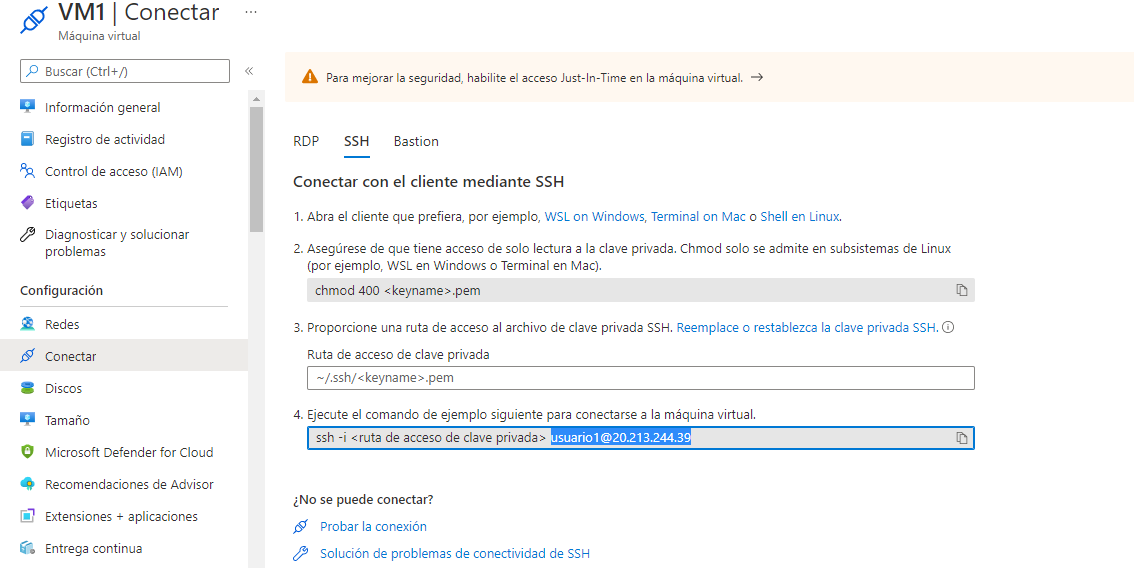 VM1 | Conectar ...
Máquina virtual
Buscar (Ctrl+/)
«
Información general
Registro de actividad
Control de acceso (IAM)
Etiquetas
Diagnosticar y solucionar
problemas
Configuración
Redes
Conectar
Discos
Tamaño
Microsoft Defender for Cloud
Recomendaciones de Advisor
Extensiones + aplicaciones
Entrega continua
Para mejorar la seguridad, habilite el acceso Just-In-Time en la máquina virtual. →
RDP SSH Bastion
Conectar con el cliente mediante SSH
1. Abra el cliente que prefiera, por ejemplo, WSL on Windows, Terminal on Mac o Shell en Linux.
2. Asegúrese de que tiene acceso de solo lectura a la clave privada. Chmod solo se admite en subsistemas de Linux
(por ejemplo, WSL en Windows o Terminal en Mac).
chmod 400 <keyname>.pem
3. Proporcione una ruta de acceso al archivo de clave privada SSH. Reemplace o restablezca la clave privada SSH.
Ruta de acceso de clave privada
~/.ssh/<keyname>.pem
4. Ejecute el comando de ejemplo siguiente para conectarse a la máquina virtual.
ssh -i <ruta de acceso de clave privada> usuario1@20.213.244.39
¿No se puede conectar?
Probar la conexión
Solución de problemas de conectividad de SSH